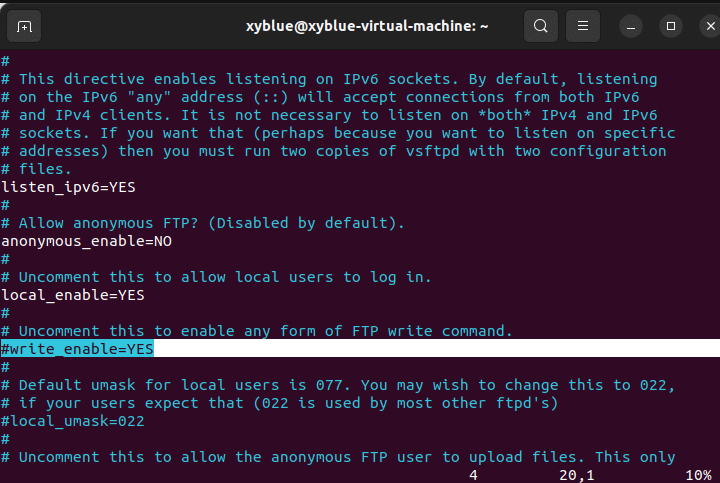 xyblue@xyblue-virtual-machine: ~
#
# This directive enables listening on IPv6 sockets. By default, listening
# on the IPv6 "any" address (::) will accept connections from both IPv6
# and IPv4 clients. It is not necessary to listen on *both* IPv4 and IPv6
# sockets. If you want that (perhaps because you want to listen on specific
# addresses) then you must run two copies of vsftpd with two configuration
# files.
listen_ipv6=YES
#
# Allow anonymous FTP? (Disabled by default).
anonymous_enable=NO
#
# Uncomment this to allow local users to log in.
local_enable=YES
#
# Uncomment this to enable any form of FTP write command.
#write_enable=YES
#
# Default umask for local users is 077. You may wish to change this to 022,
# if your users expect that (022 is used by most other ftpd's)
#local_umask=022
#
# Uncomment this to allow the anonymous FTP user to upload files. This only
4 20,1 10%